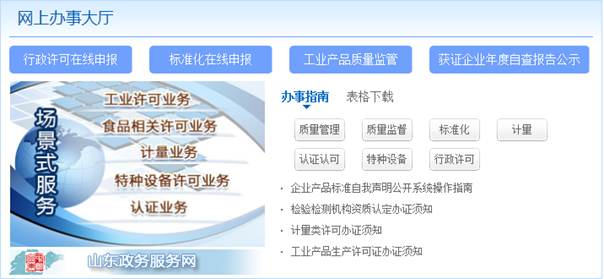 网上办事大厅
行政许可在线申报 标准化在线申报 工业产品质量监管 获证企业年度自查报告公示
场景式服务
工业许可业务
食品相关许可业务
计量业务
特种设备许可业务
认证业务
山东政务服务网
办事指南 表格下载
质量管理 质量监督 标准化 计量
认证认可 特种设备 行政许可
· 企业产品标准自我声明公开系统操作指南
· 检验检测机构资质认定办证须知
· 计量类许可办证须知
· 工业产品生产许可证办证须知